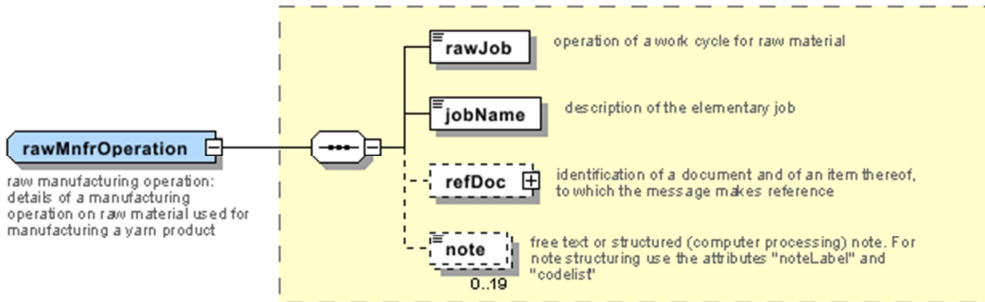 rawJob
operation of a work cycle for raw material
jobName
description of the elementary job
rawMnfrOperation
raw manufacturing operation:
details of a manufacturing
operation on raw material used for
manufacturing a yarn product
refDoc
identification of a document and of an item thereof,
to which the message makes reference
note
free text or structured (computer processing) note. For
note structuring use the attributes "noteLabel" and
"codelist"
0..19